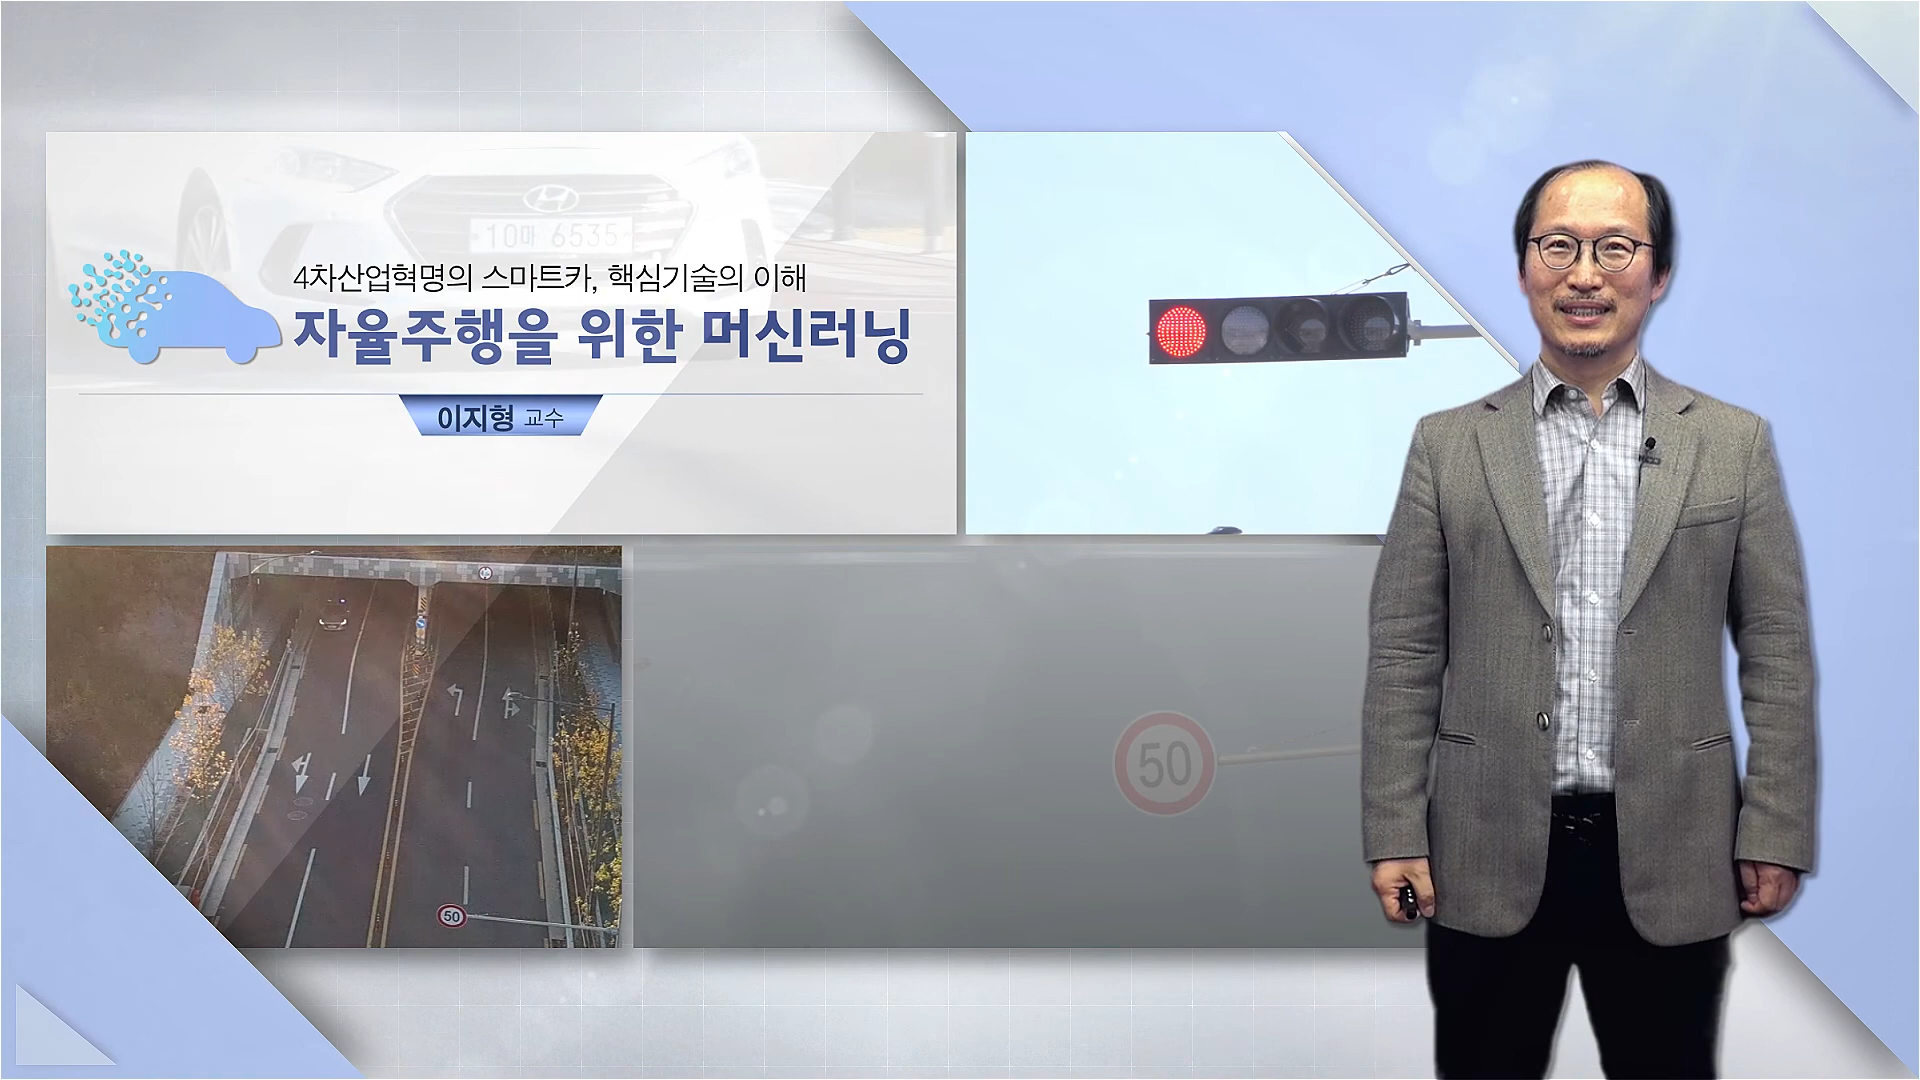 10마 6535
4차산업혁명의 스마트카, 핵심기술의 이해
자율주행을 위한 머신러닝
이지형 교수
50
50